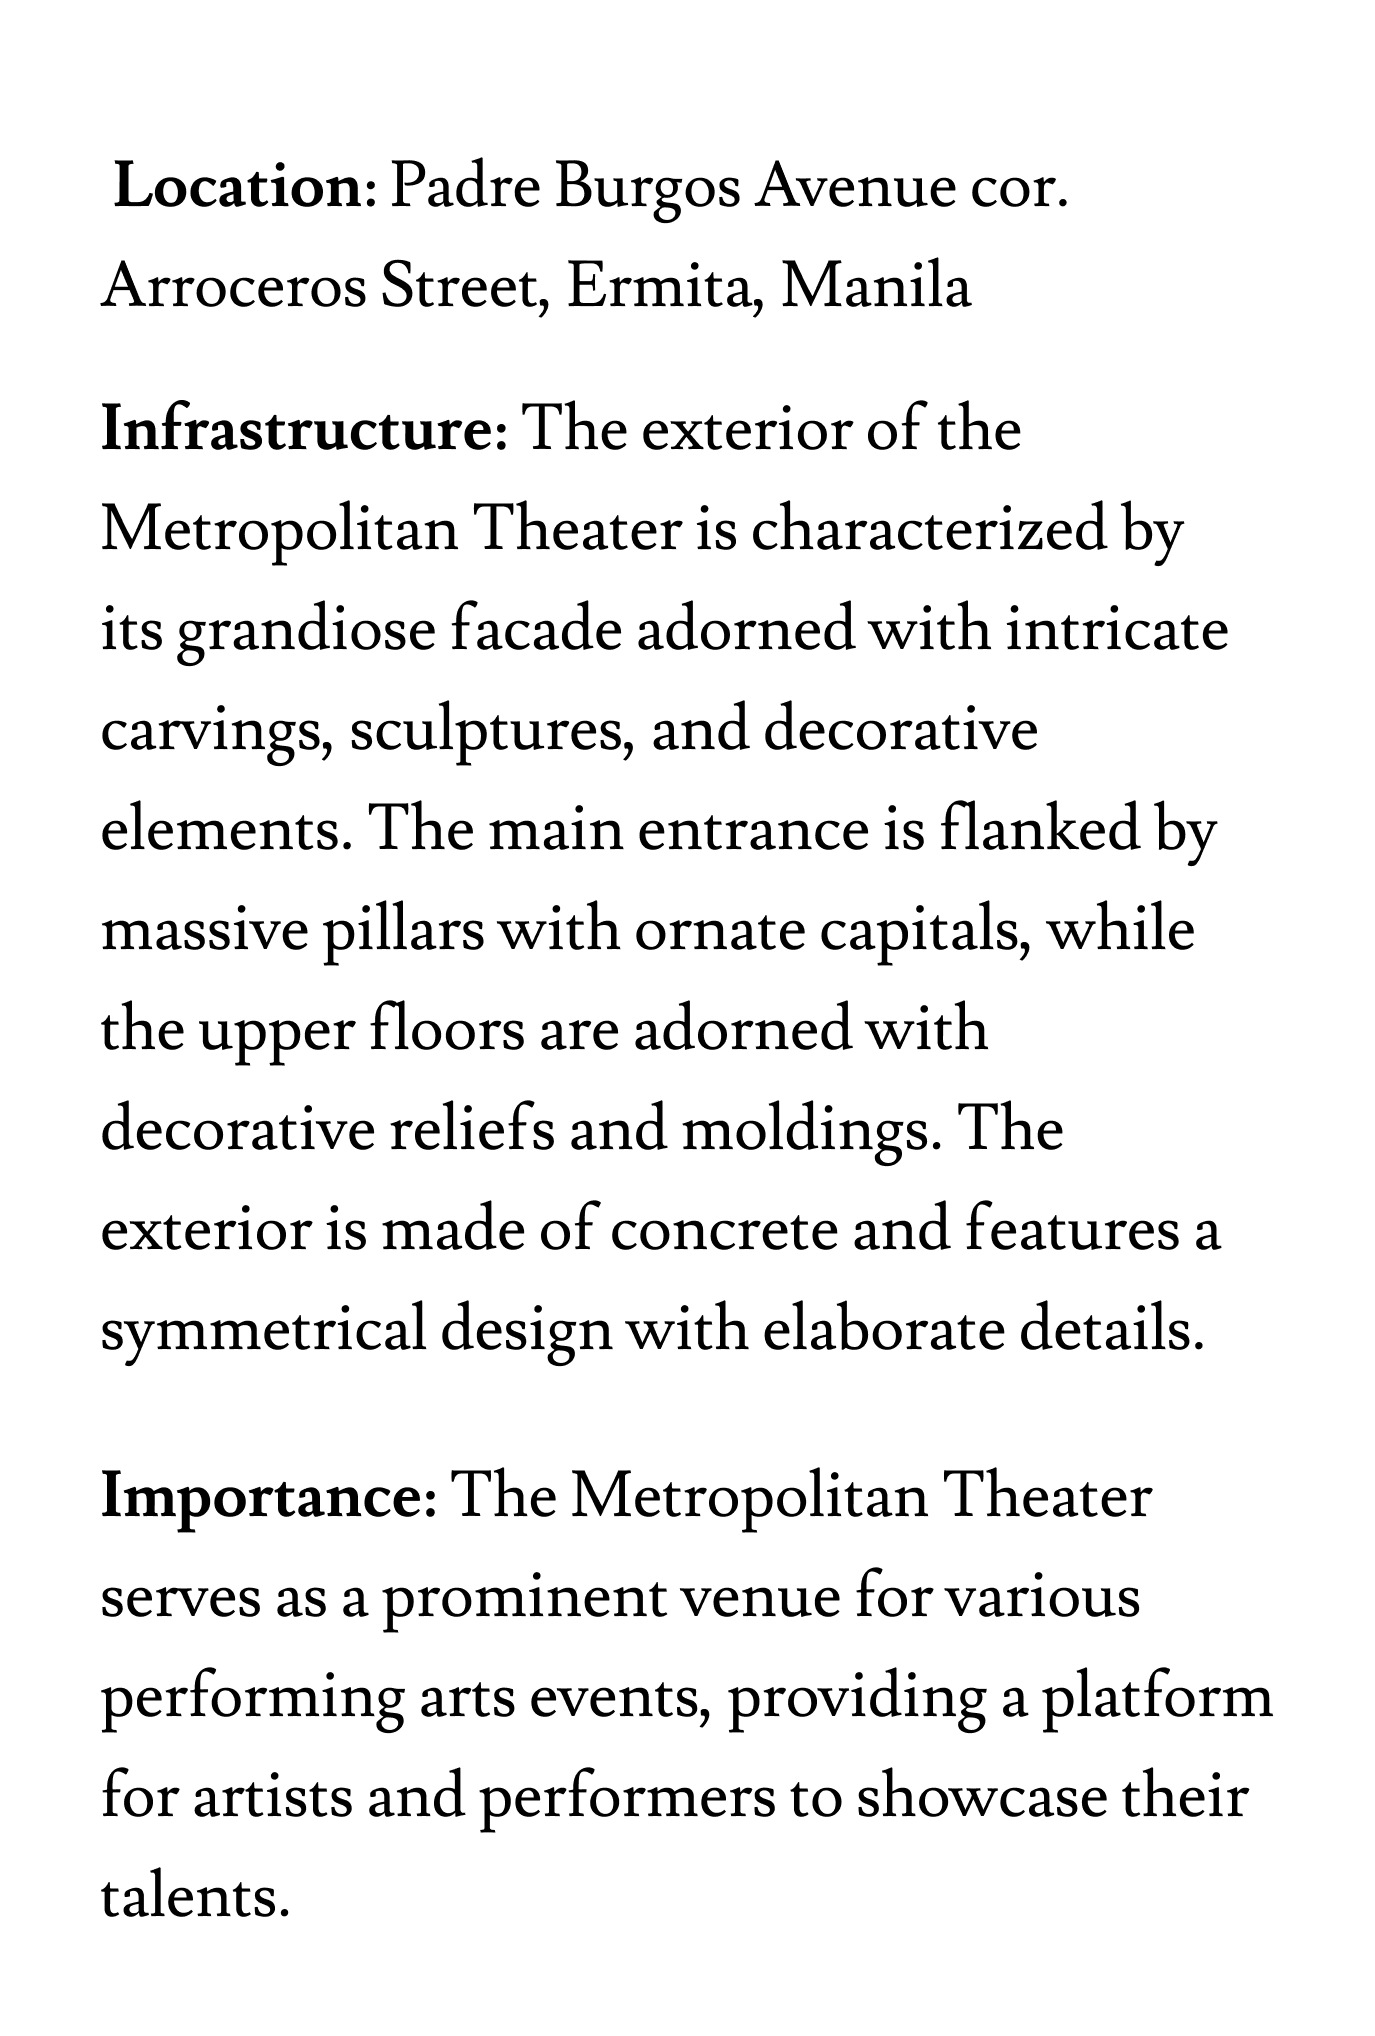 Location: Padre Burgos Avenue cor.
Arroceros Street, Ermita, Manila
Infrastructure: The exterior of the
Metropolitan Theater is characterized by
its grandiose facade adorned with intricate
carvings, sculptures, and decorative
elements. The main entrance is flanked by
massive pillars with ornate capitals, while
the upper floors are adorned with
decorative reliefs and moldings. The
exterior is made of concrete and features a
symmetrical design with elaborate details.
Importance: The Metropolitan Theater
serves as a prominent venue for various
performing arts events, providing a platform
for artists and performers to showcase their
talents.